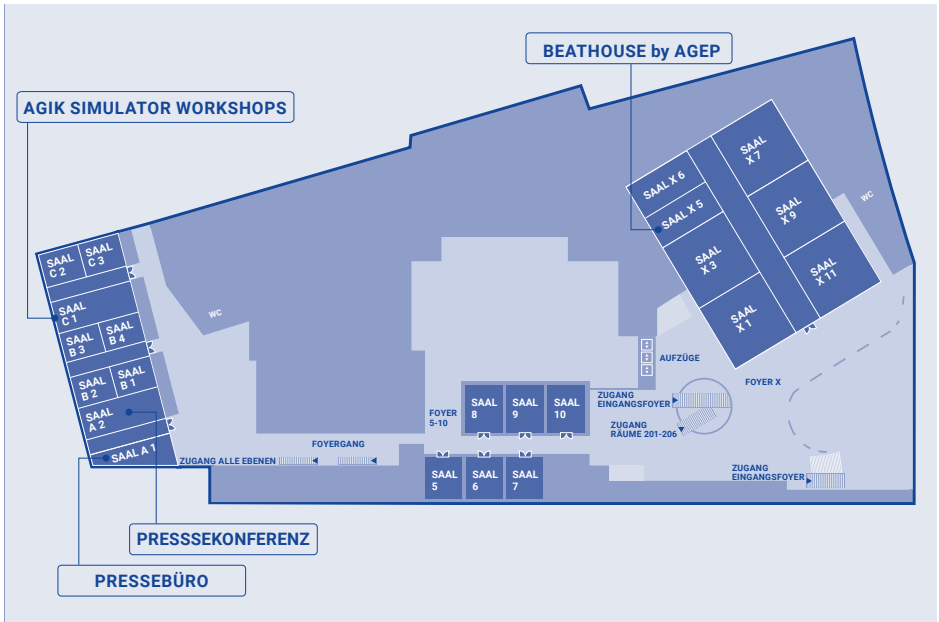 BEATHOUSE by AGEP
AGIK SIMULATOR WORKSHOPS
SAAL
X 7
SAAL X 6
SAAL X 5
SAAL
X 9
SAAL
X 3
SAAL
X 11
SAAL
X 1
WC
SAAL
C 2
SAAL
C 3
SAAL
C 1
SAAL
B 3
SAAL
B 4
SAAL
B 2
SAAL
B 1
SAAL
A 2
SAAL A 1
WC
AUFZÜGE
FOYER X
ZUGANG
EINGANGSFOYER
ZUGANG
RÄUME 201-206
FOYER
5-10
SAAL
8
SAAL
9
SAAL
10
FOYERGANG
ZUGANG ALLE EBENEN
SAAL
5
SAAL
6
SAAL
7
ZUGANG
EINGANGSFOYER
PRESSSEKONFERENZ
PRESSEBÜRO